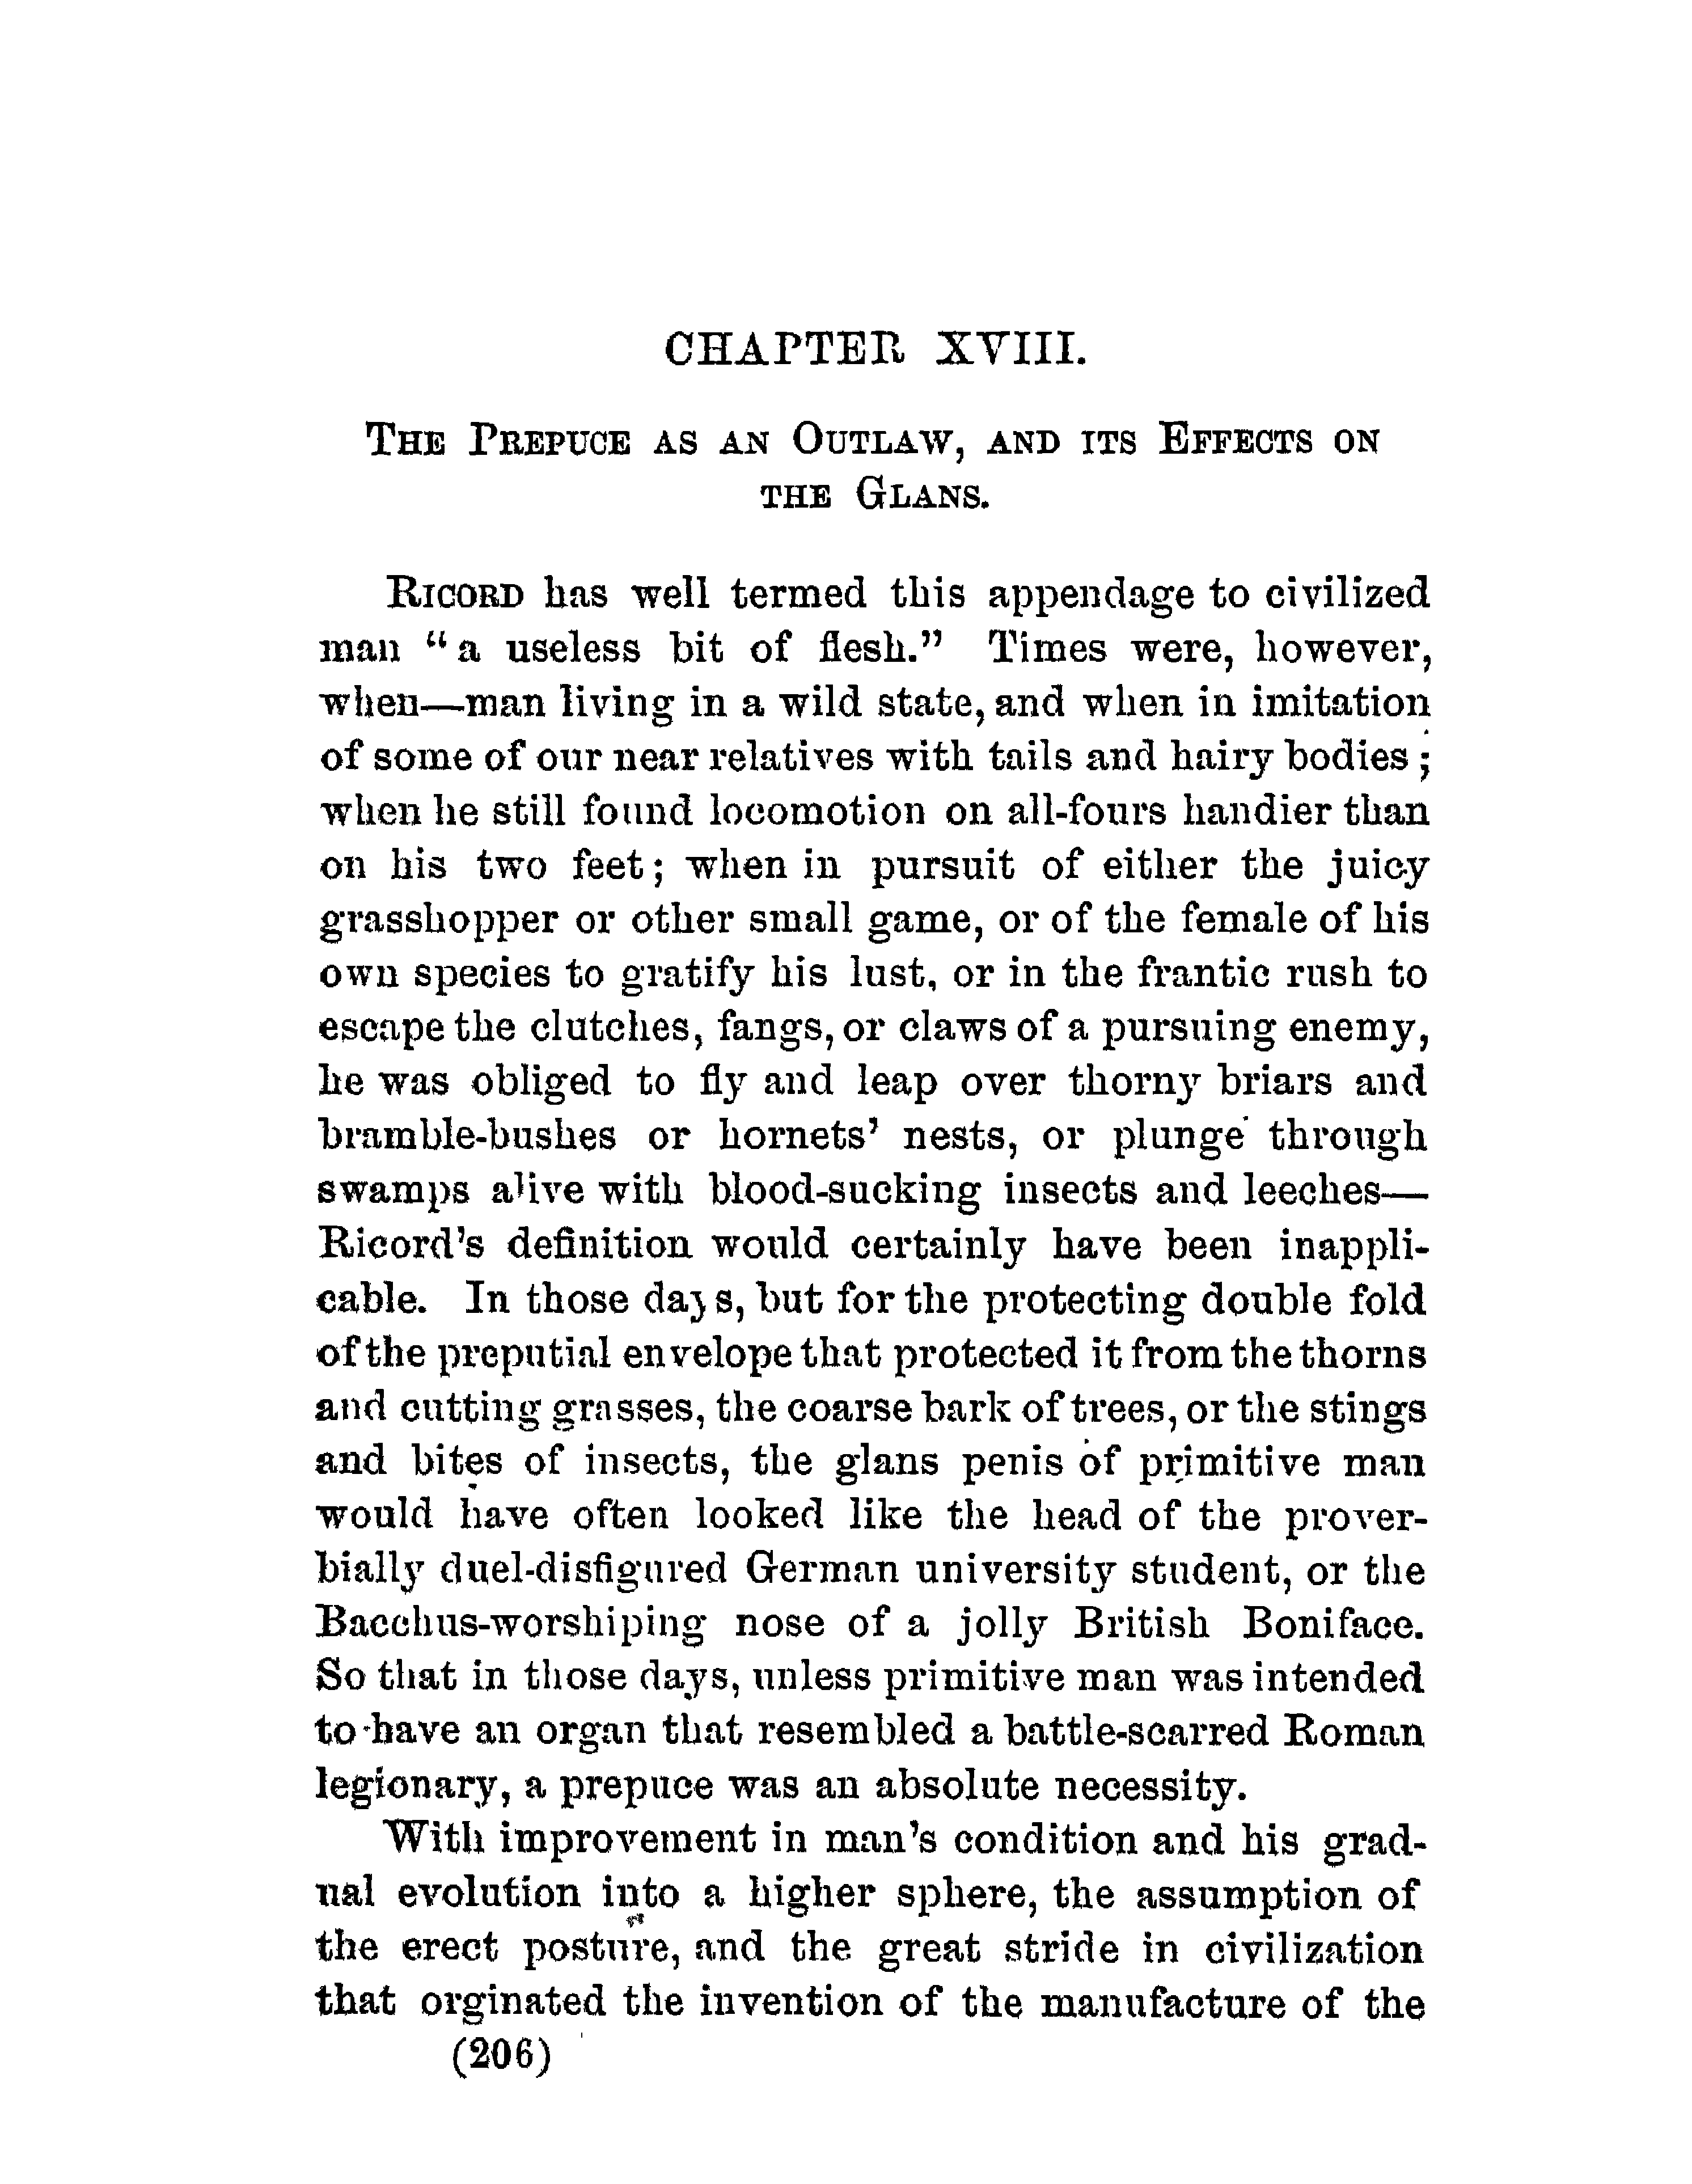 CHAPTER XVIII.
The Prepuce as an Outlaw, and its Effects on
the Glans.
Ricord has well termed this appendage to civilized
man "a useless bit of flesh." Times were, however,
when—man living in a wild state, and when in imitation
of some of our near relatives with tails and hairy bodies;
when he still found locomotion on all-fours handier than
on his two feet; when in pursuit of either the juicy
grasshopper or other small game, or of the female of his
own species to gratify his lust, or in the frantic rush to
escape the clutches, fangs, or claws of a pursuing enemy,
he was obliged to fly and leap over thorny briars and
bramble-bushes or hornets' nests, or plunge through
swamps alive with blood-sucking insects and leeches—
Ricord's definition would certainly have been inappli-
cable. In those days, but for the protecting double fold
of the preputial envelope that protected it from the thorns
and cutting grasses, the coarse bark of trees, or the stings
and bites of insects, the glans penis of primitive man
would have often looked like the head of the prover-
bially duel-disfigured German university student, or the
Bacchus-worshiping nose of a jolly British Boniface.
So that in those days, unless primitive man was intended
to have an organ that resembled a battle-scarred Roman
legionary, a prepuce was an absolute necessity.
With improvement in man's condition and his grad-
ual evolution into a higher sphere, the assumption of
the erect posture, and the great stride in civilization
that orginated the invention of the manufacture of the
(206)